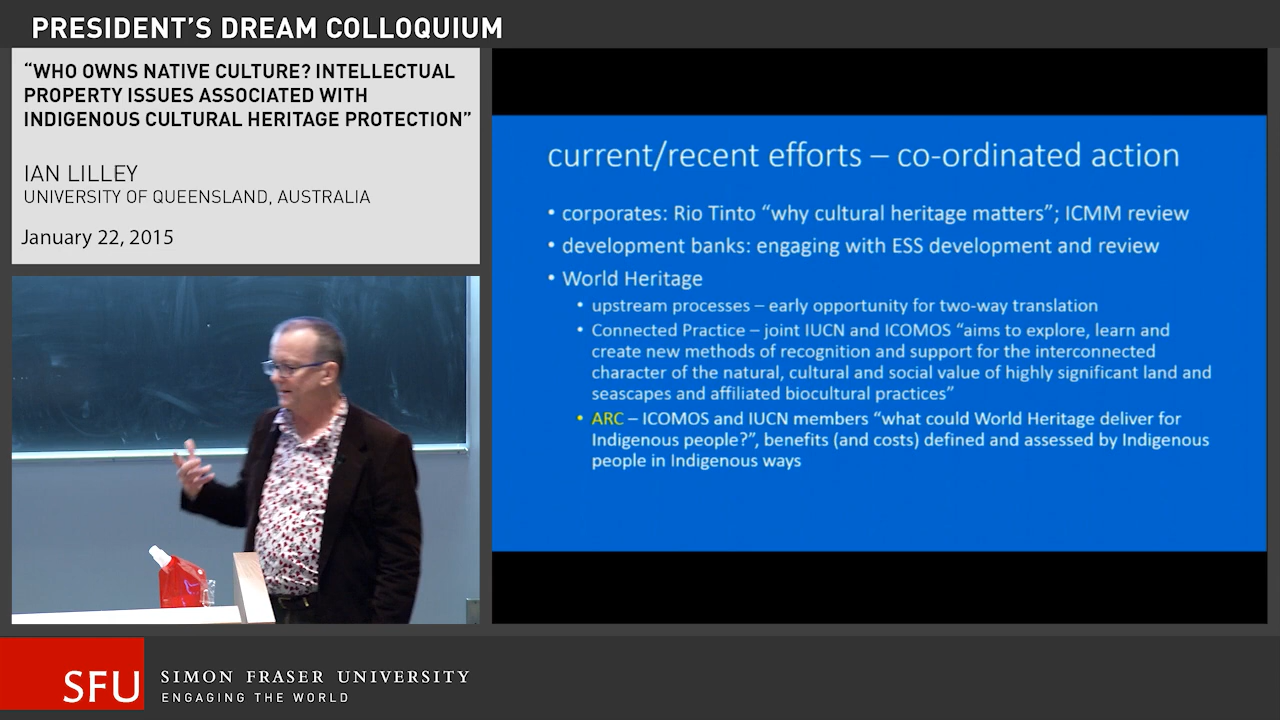 PRESIDENT'S DREAM COLLOQUIUM
“WHO OWNS NATIVE CULTURE? INTELLECTUAL
PROPERTY ISSUES ASSOCIATED WITH
INDIGENOUS CULTURAL HERITAGE PROTECTION”
IAN LILLEY
UNIVERSITY OF QUEENSLAND, AUSTRALIA
January 22, 2015
current/recent efforts – co-ordinated action
• corporates: Rio Tinto “why cultural heritage matters”; ICMM review
• development banks: engaging with ESS development and review
• World Heritage
• upstream processes – early opportunity for two-way translation
• Connected Practice – joint IUCN and ICOMOS “aims to explore, learn and
create new methods of recognition and support for the interconnected
character of the natural, cultural and social value of highly significant land and
seascapes and affiliated biocultural practices”
• ARC – ICOMOS and IUCN members “what could World Heritage deliver for
Indigenous people?”, benefits (and costs) defined and assessed by Indigenous
people in Indigenous ways
SFU
SIMON FRASER UNIVERSITY
ENGAGING THE WORLD